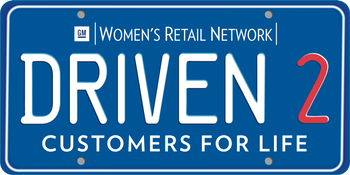 GM |WOMEN'S RETAIL NETWORK|
DRIVEN 2
CUSTOMERS FOR LIFE